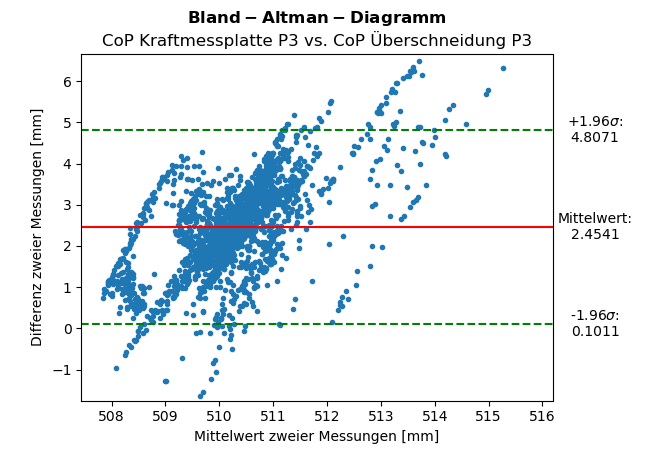 Bland − Altman − Diagramm
CoP Kraftmessplatte P3 vs. CoP Überschneidung P3
Differenz zweier Messungen [mm]
6
5
4
3
2
1
0
−1
+1.96σ:
4.8071
Mittelwert:
2.4541
-1.96σ:
0.1011
508 509 510 511 512 513 514 515 516
Mittelwert zweier Messungen [mm]